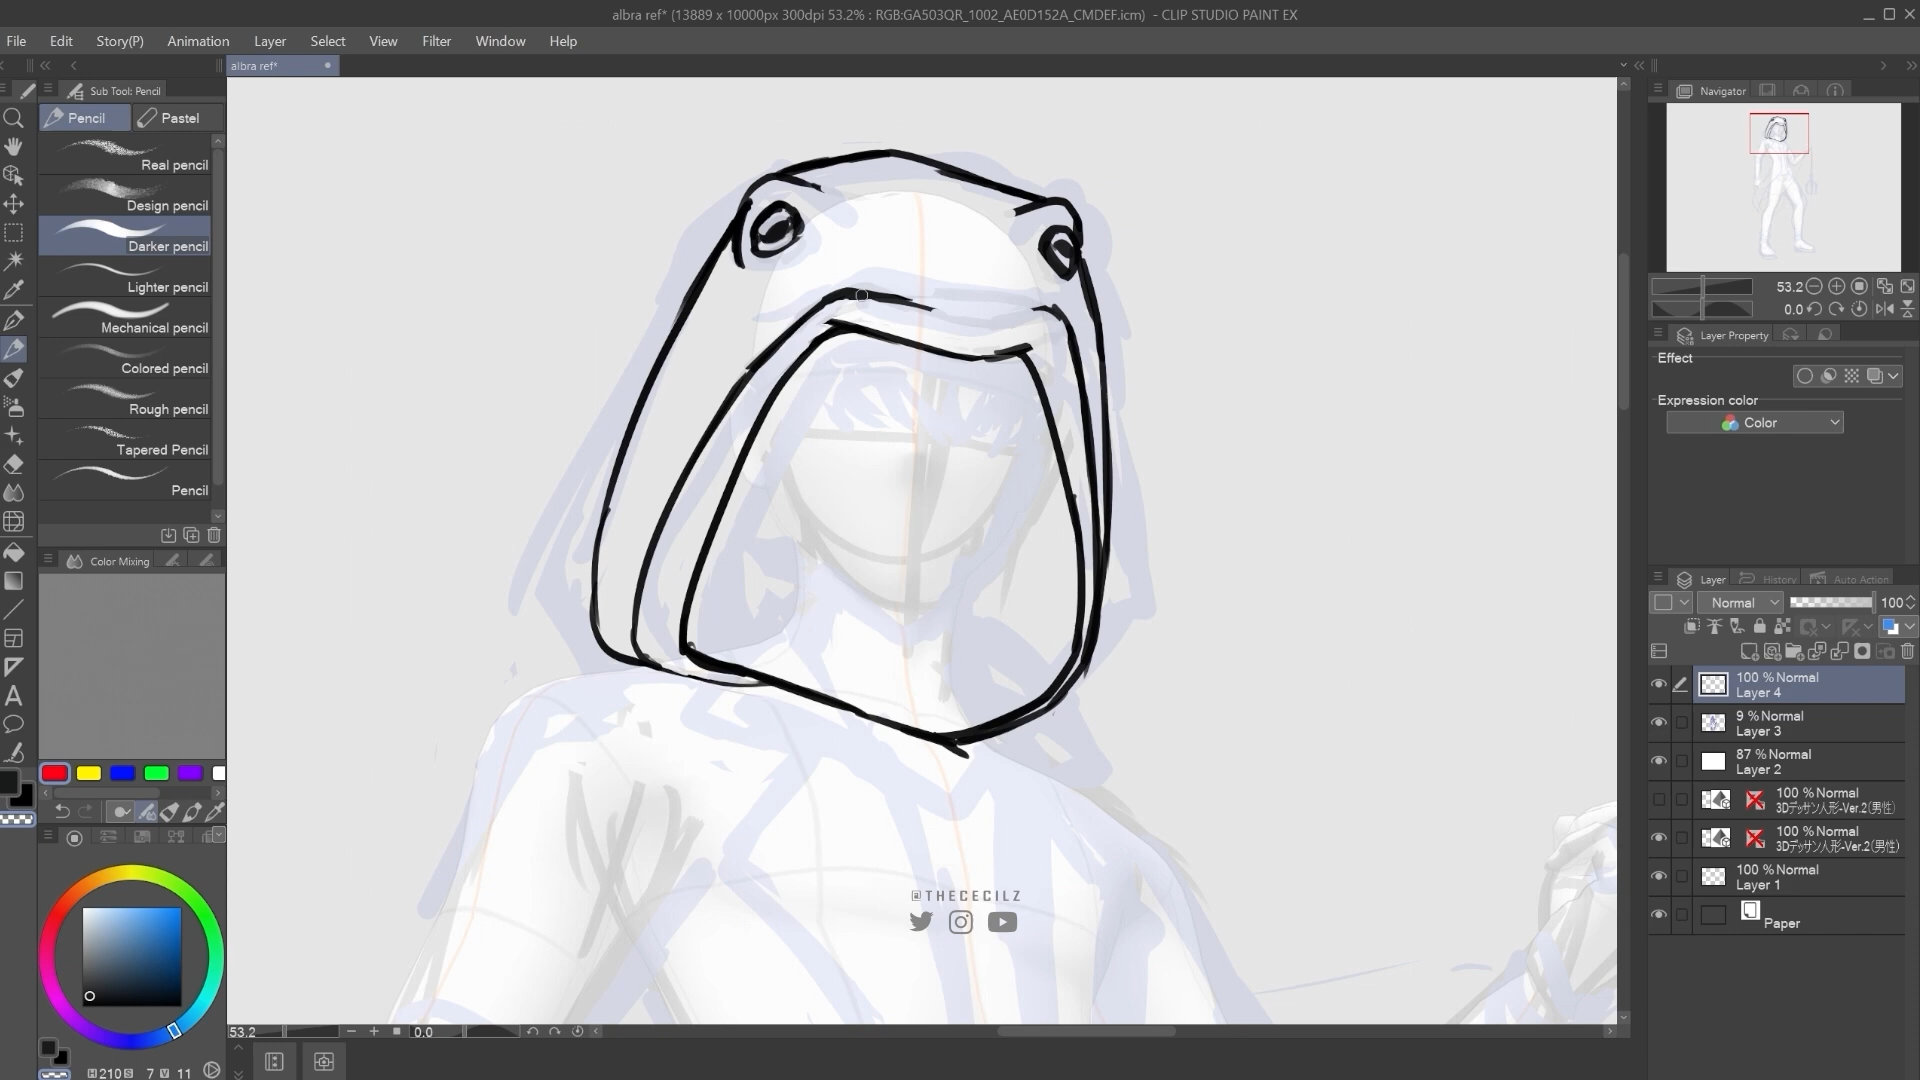 albra ref* (13889 x 10000px 300dpi 53.2% : RGB:GA503QR_1002_AE0D152A_CMDEF.icm) - CLIP STUDIO PAINT EX
File Edit Story(P) Animation Layer Select View Filter Window Help
albra ref*
Sub Tool: Pencil
Pencil Pastel
Real pencil
Design pencil
Darker pencil
Lighter pencil
Mechanical pencil
Colored pencil
Rough pencil
Tapered Pencil
Pencil
Color Mixing
H 210 S 7 V 11
53.2 0.0
@THECECILZ
Navigator
53.2
0.0
Layer Property
Effect
Expression color
Color
Layer History Auto Action
Normal 100
100 % Normal
Layer 4
9 % Normal
Layer 3
87 % Normal
Layer 2
100 % Normal
3Dデッサン人形-Ver.2(男性)
100 % Normal
3Dデッサン人形-Ver.2(男性)
100 % Normal
Layer 1
Paper